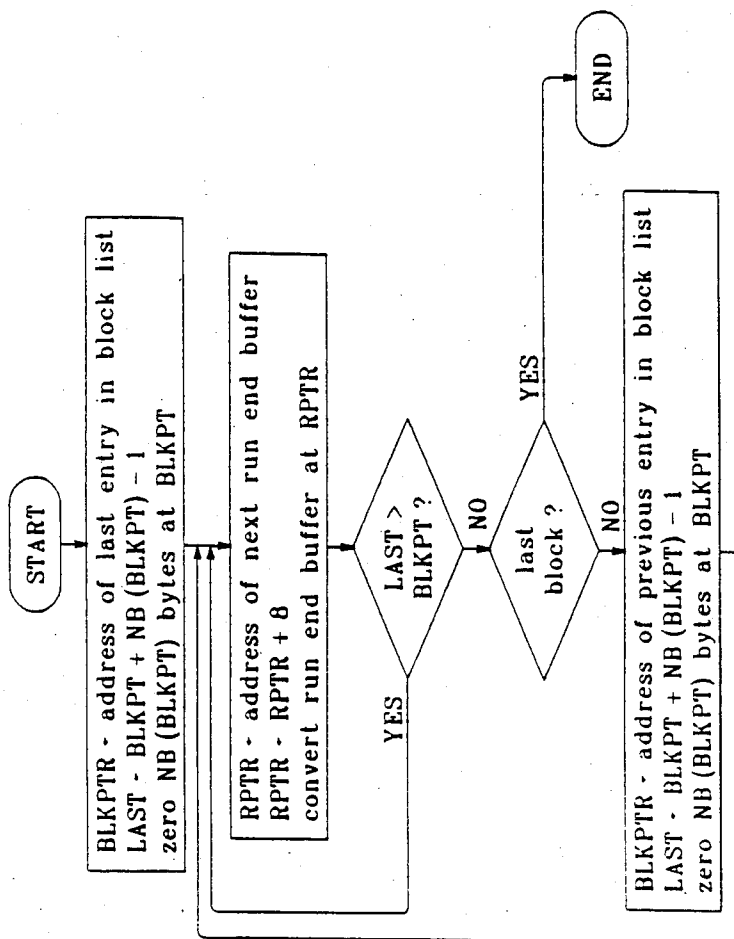 START
BLKPTR - address of last entry in block list
LAST - BLKPT + NB (BLKPT) - 1
zero NB (BLKPT) bytes at BLKPT
RPTR - address of next run end buffer
RPTR - RPTR + 8
convert run end buffer at RPTR
LAST >
BLKPT ?
YES
NO
last
block ?
YES
END
NO
BLKPTR - address of previous entry in block list
LAST - BLKPT + NB (BLKPT) - 1
zero NB (BLKPT) bytes at BLKPT